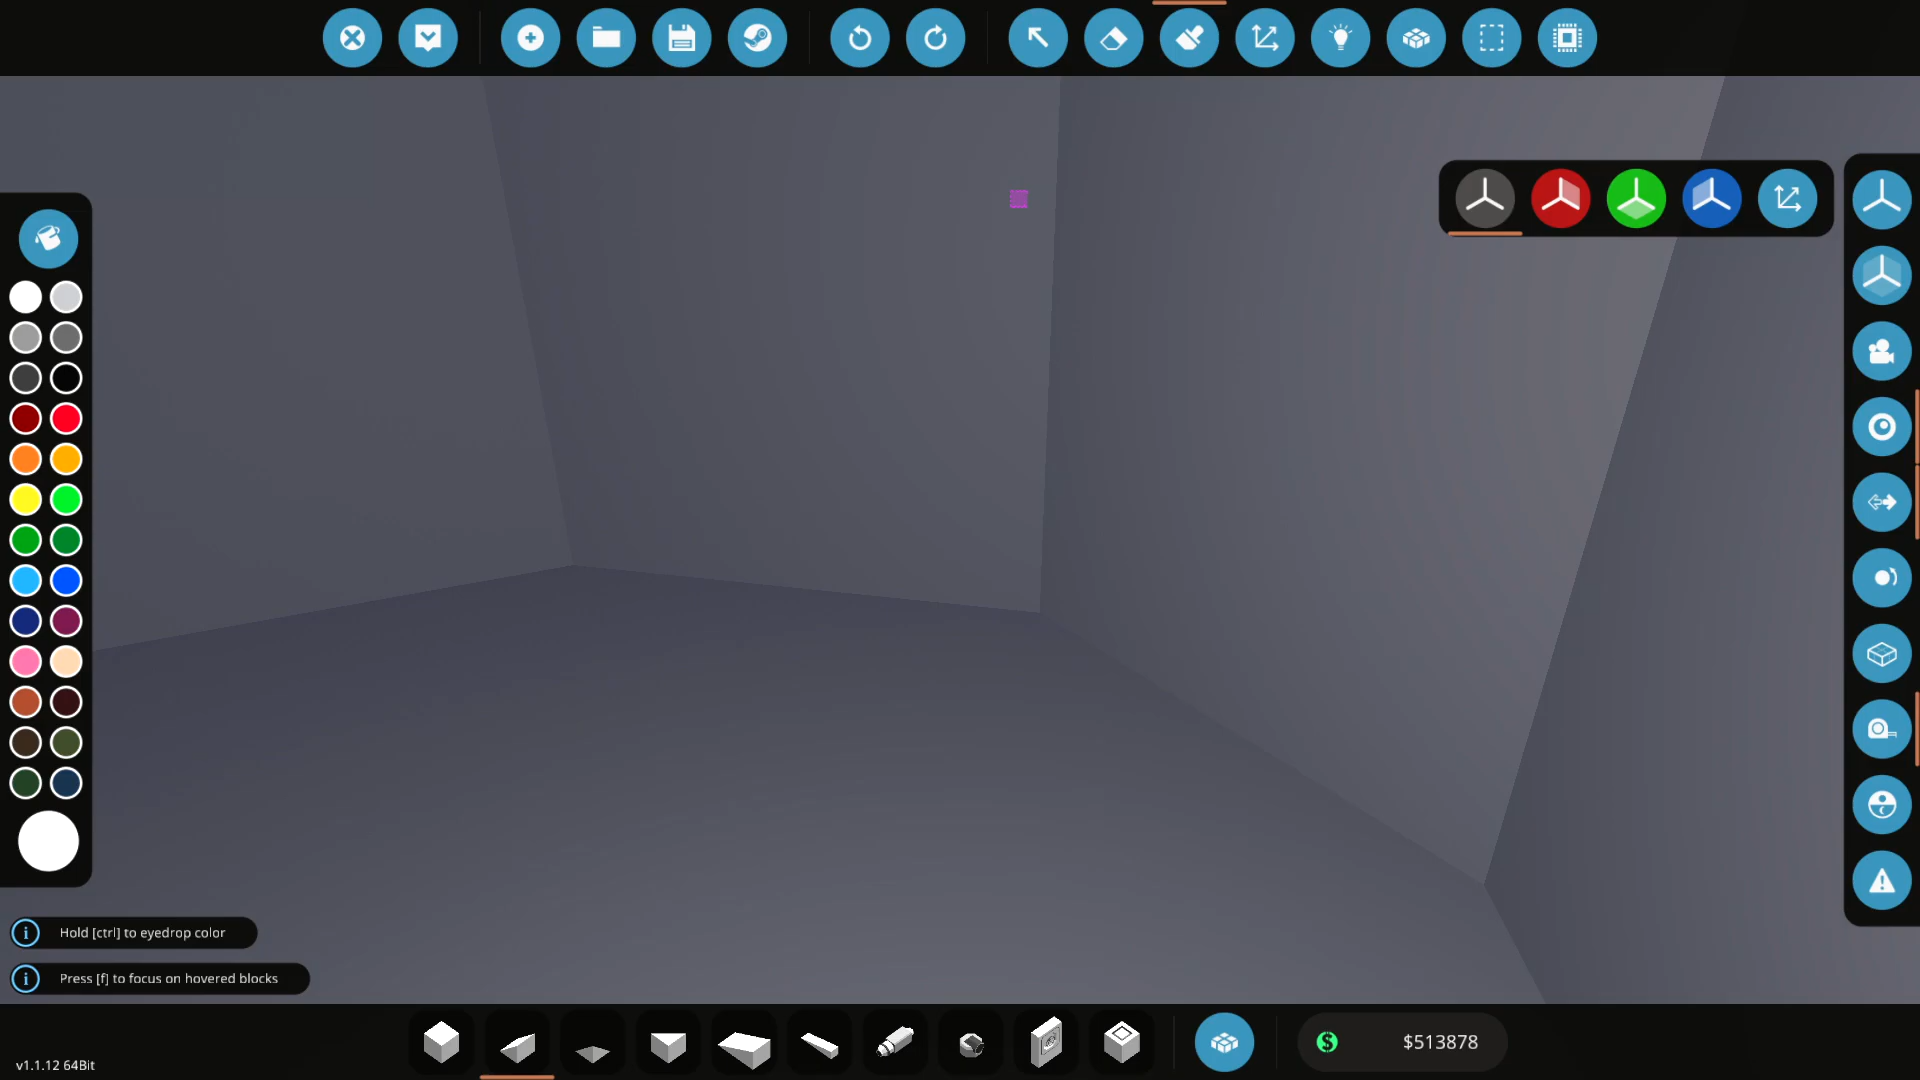 Hold [ctrl] to eyedrop color
Press [f] to focus on hovered blocks
$513878
v1.1.12 64Bit